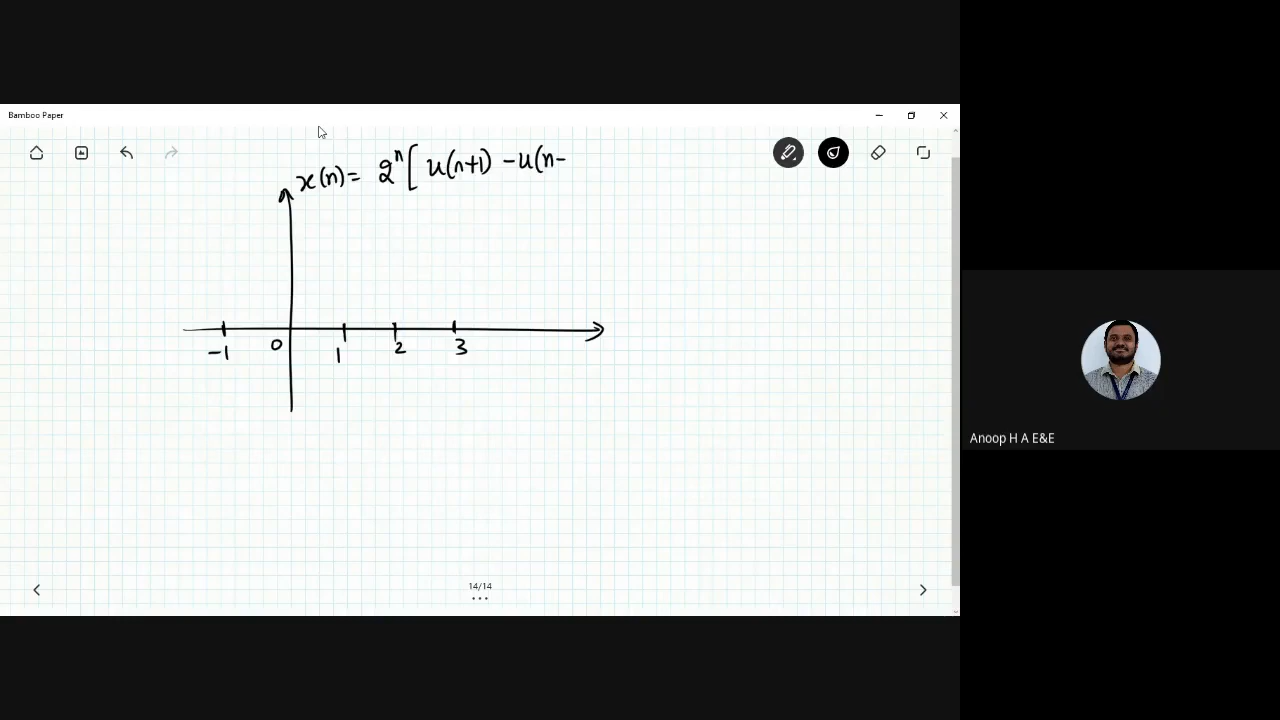 Bamboo Paper
x(n) = 2ⁿ [ u(n+1) - u(n-
-1 0 1 2 3
Anoop H A E&E
14/14